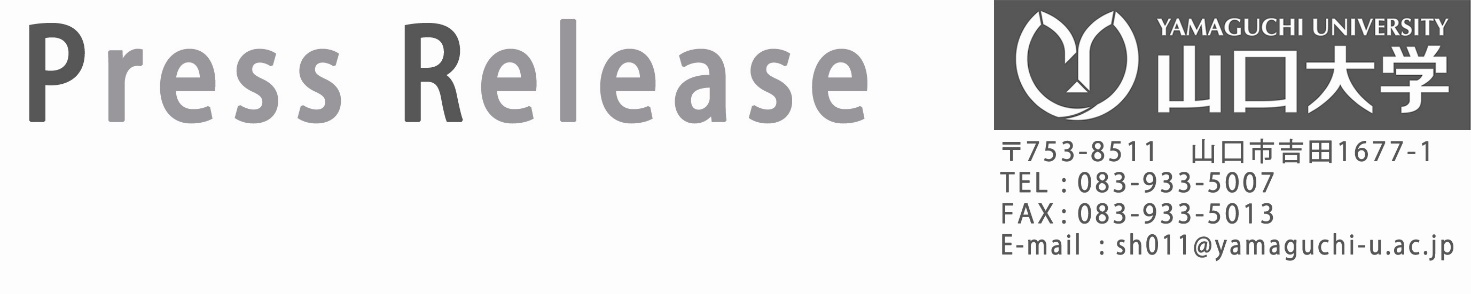 Press Release
YAMAGUCHI UNIVERSITY
山口大学
〒753-8511　山口市吉田1677-1
TEL : 083-933-5007
FAX : 083-933-5013
E-mail : sh011@yamaguchi-u.ac.jp